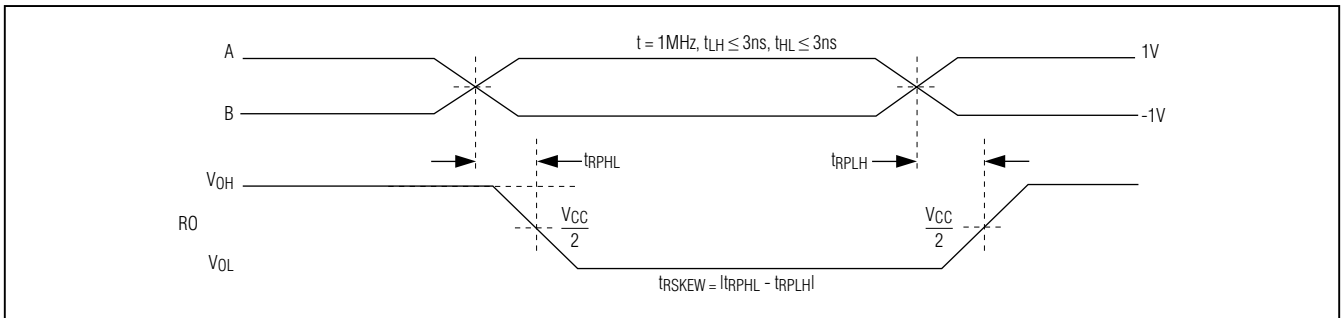 t = 1MHz, tLH ≤ 3ns, tHL ≤ 3ns
A
1V
B
-1V
tRPHL
tRPLH
VOH
RO
VCC
2
VCC
2
VOL
tRSKEW = |tRPHL - tRPLH|